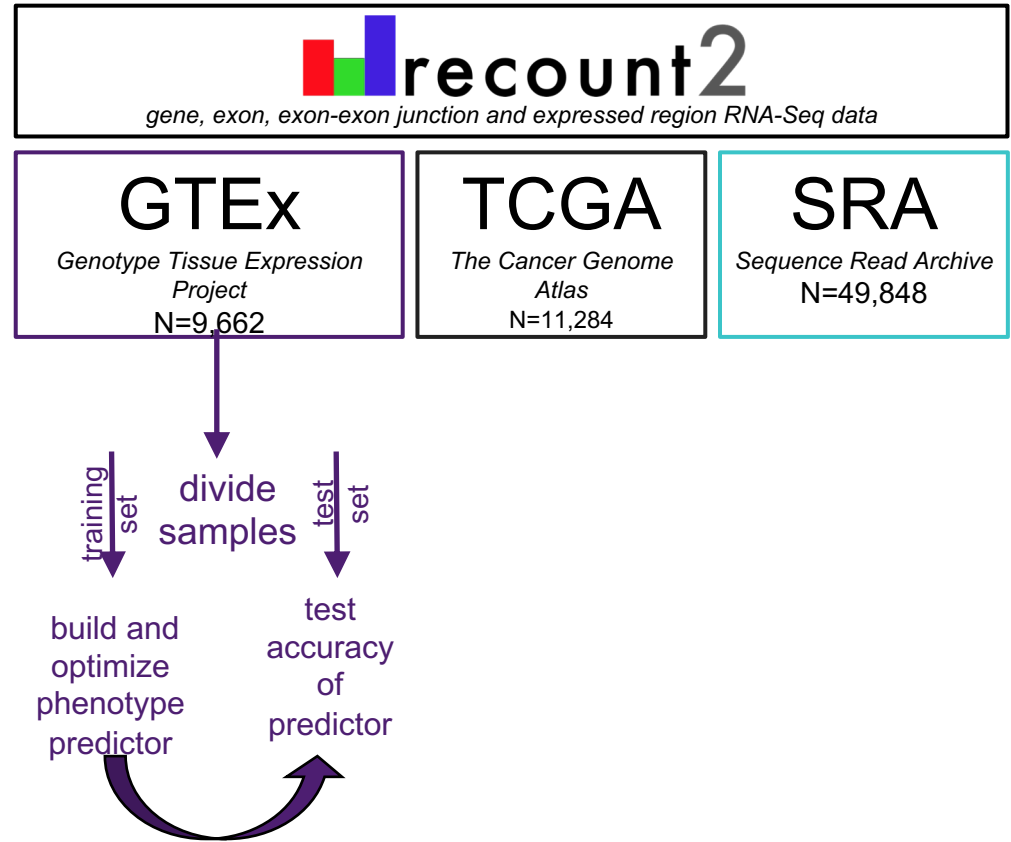 recount2
gene, exon, exon-exon junction and expressed region RNA-Seq data
GTEx
Genotype Tissue Expression
Project
N=9,662
TCGA
The Cancer Genome
Atlas
N=11,284
SRA
Sequence Read Archive
N=49,848
training
set
divide
samples
test
set
build and
optimize
phenotype
predictor
test
accuracy
of
predictor